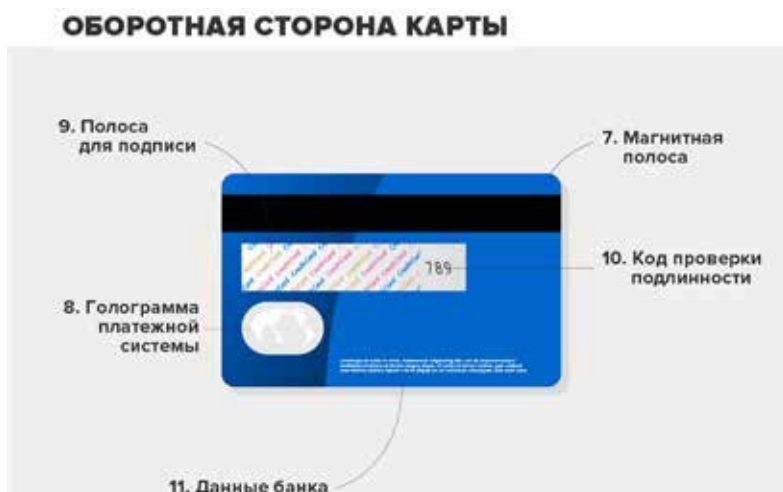 ОБОРОТНАЯ СТОРОНА КАРТЫ
9. Полоса
для подписи
7. Магнитная
полоса
789
10. Код проверки
подлинности
8. Голограмма
платежной
системы
11. Данные банка